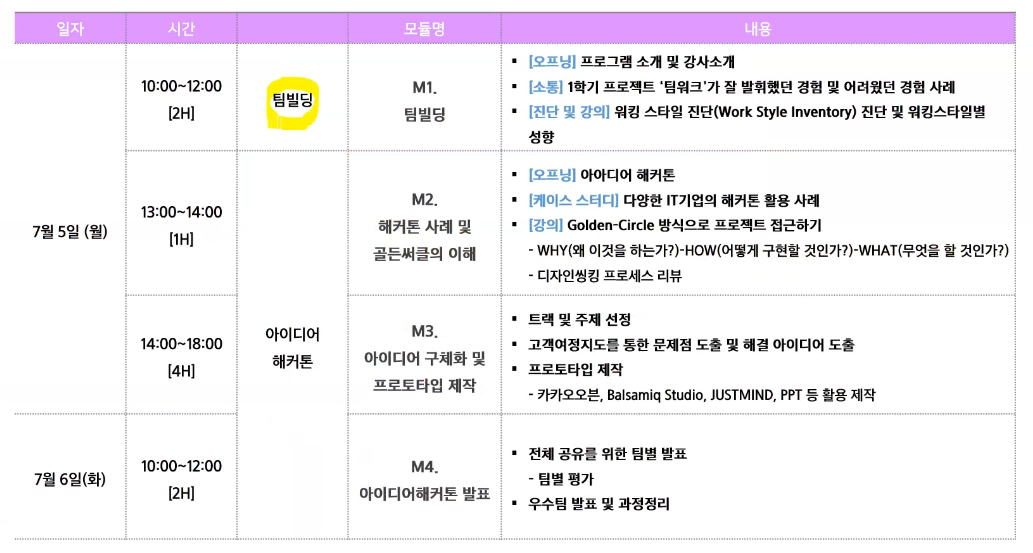 일자 시간 모듈명 내용
7월 5일 (월)
10:00~12:00
[2H]
팀빌딩
M1.
팀빌딩
▪ [오프닝] 프로그램 소개 및 강사소개
▪ [소통] 1학기 프로젝트 ‘팀워크’가 잘 발휘했던 경험 및 어려웠던 경험 사례
▪ [진단 및 강의] 워킹 스타일 진단(Work Style Inventory) 진단 및 워킹스타일별
성향
13:00~14:00
[1H]
아이디어
해커톤
M2.
해커톤 사례 및
골든써클의 이해
▪ [오프닝] 아아디어 해커톤
▪ [케이스 스터디] 다양한 IT기업의 해커톤 활용 사례
▪ [강의] Golden-Circle 방식으로 프로젝트 접근하기
- WHY(왜 이것을 하는가?)-HOW(어떻게 구현할 것인가?)-WHAT(무엇을 할 것인가?)
- 디자인씽킹 프로세스 리뷰
14:00~18:00
[4H]
M3.
아이디어 구체화 및
프로토타입 제작
▪ 트랙 및 주제 선정
▪ 고객여정지도를 통한 문제점 도출 및 해결 아이디어 도출
▪ 프로토타입 제작
- 카카오오븐, Balsamiq Studio, JUSTMIND, PPT 등 활용 제작
7월 6일(화)
10:00~12:00
[2H]
M4.
아이디어해커톤 발표
▪ 전체 공유를 위한 팀별 발표
- 팀별 평가
▪ 우수팀 발표 및 과정정리